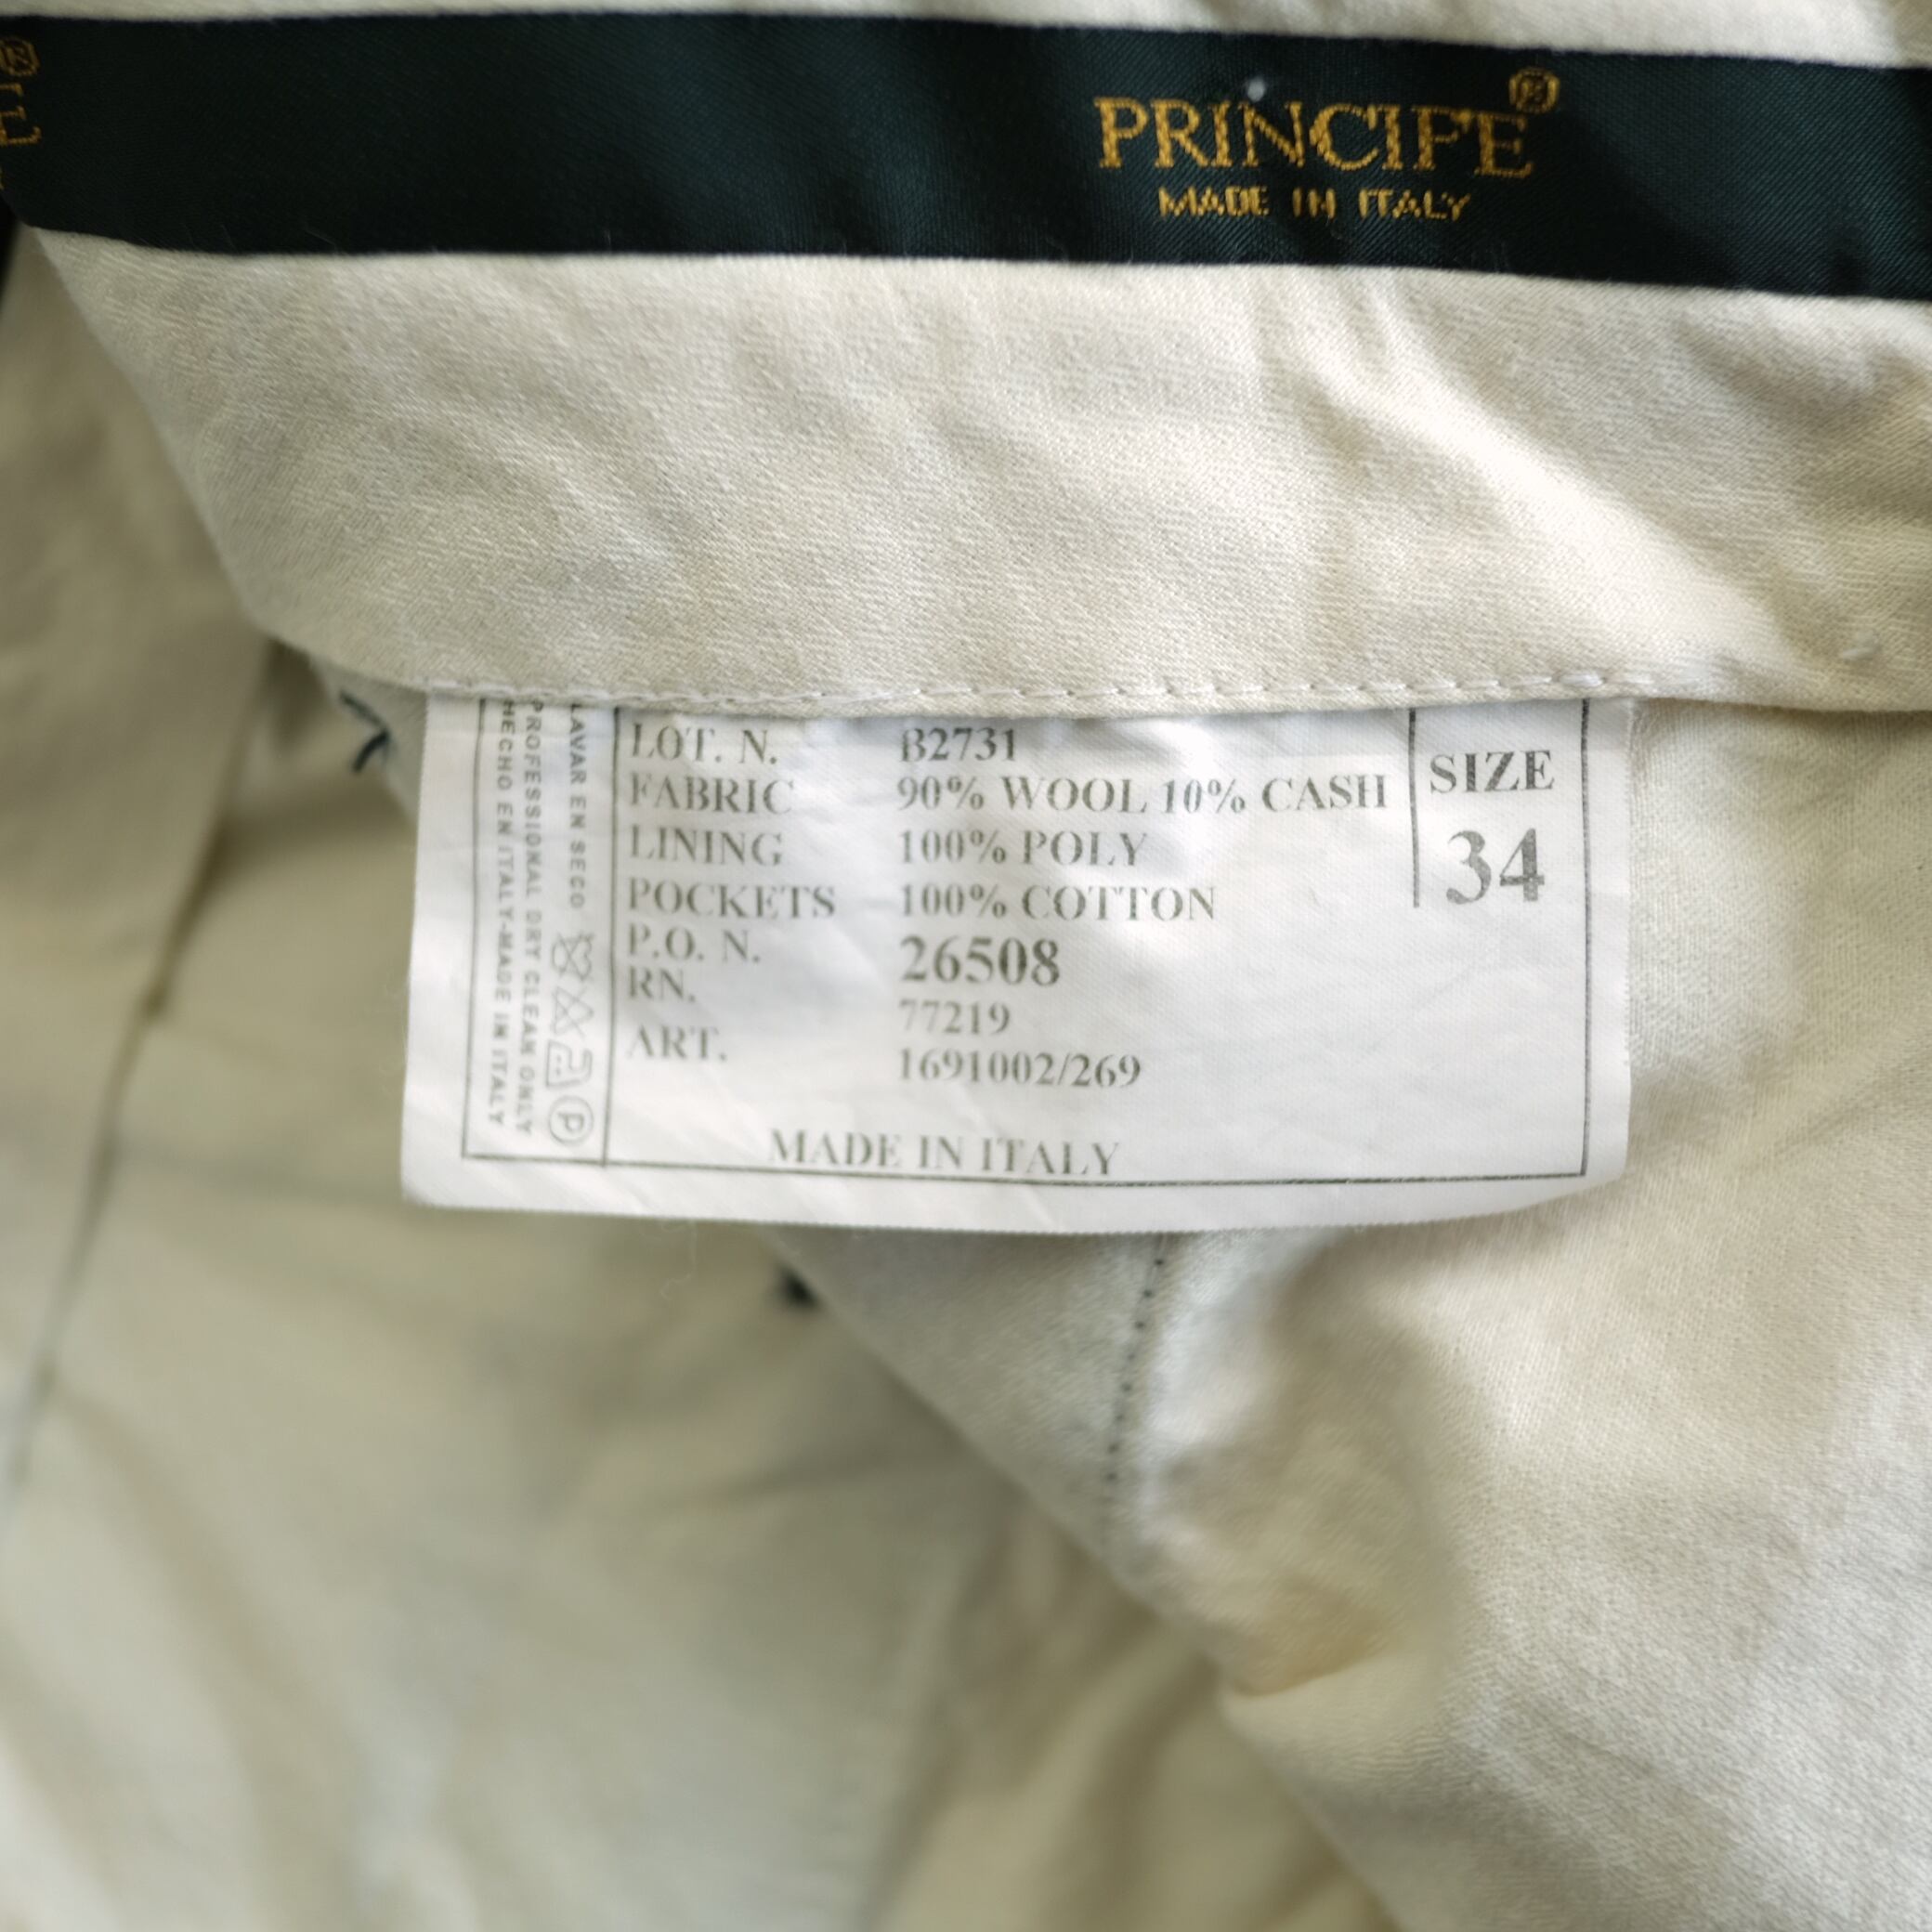 PRINCIPE®
MADE IN ITALY
LOT. N. B2731
FABRIC 90% WOOL 10% CASH
LINING 100% POLY
POCKETS 100% COTTON
P.O. N. 26508
RN. 77219
ART. 1691002/269
MADE IN ITALY
SIZE
34
LAVAR EN SECO
PROFESSIONAL DRY CLEAN ONLY
HECHO EN ITALY-MADE IN ITALY
P